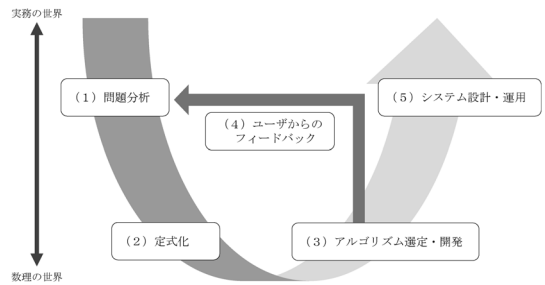 実務の世界
（１）問題分析
（５）システム設計・運用
（４）ユーザからの
フィードバック
（２）定式化
（３）アルゴリズム選定・開発
数理の世界